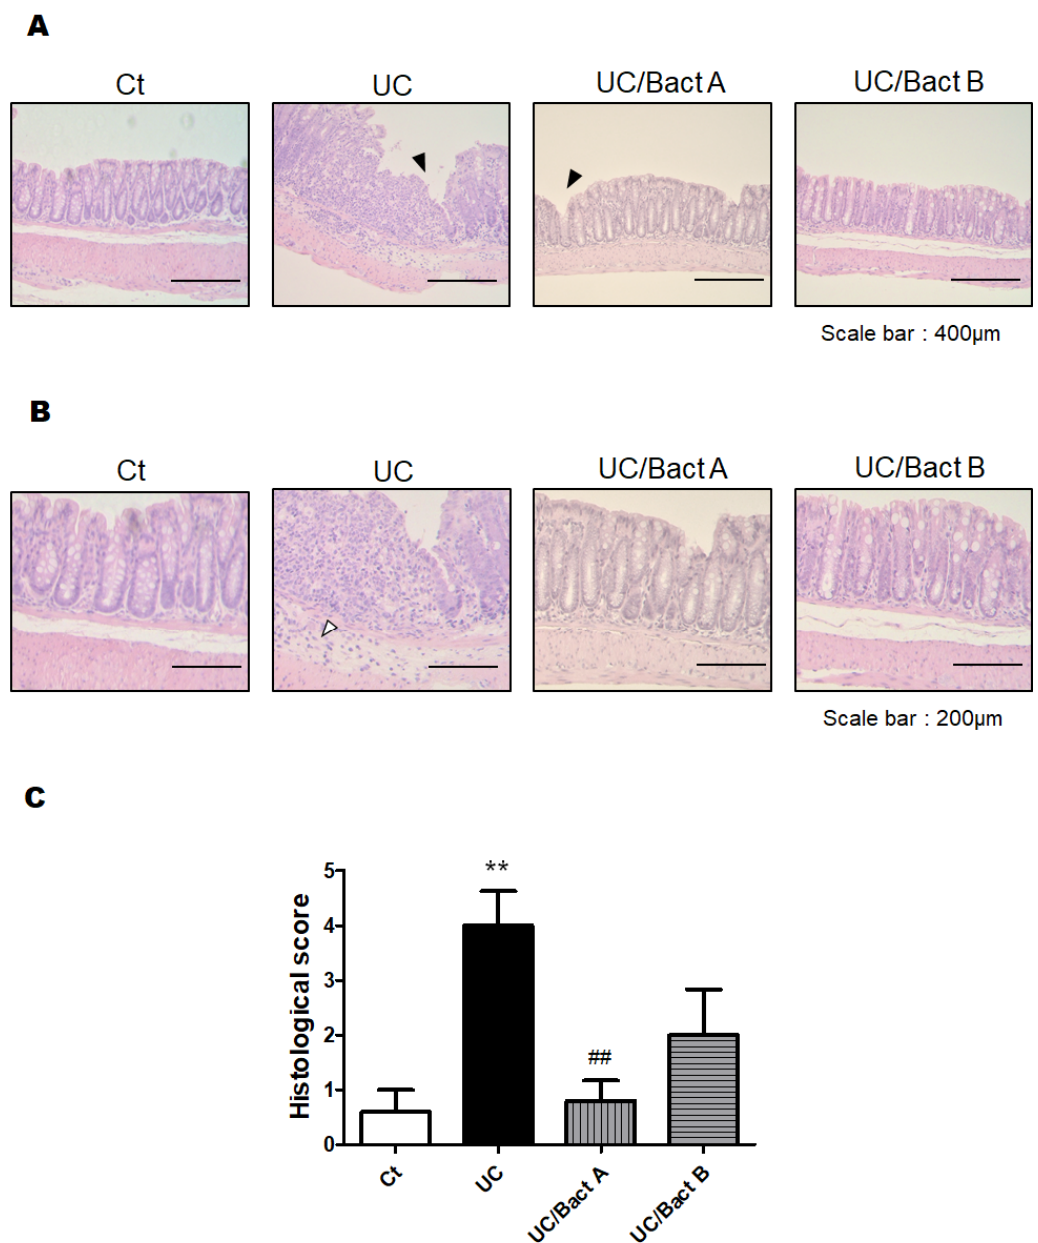 A
Ct UC UC/Bact A UC/Bact B
Scale bar : 400µm
B
Ct UC UC/Bact A UC/Bact B
Scale bar : 200µm
C
Histological score
5
4
3
2
1
0
**
##
Ct UC UC/Bact A UC/Bact B